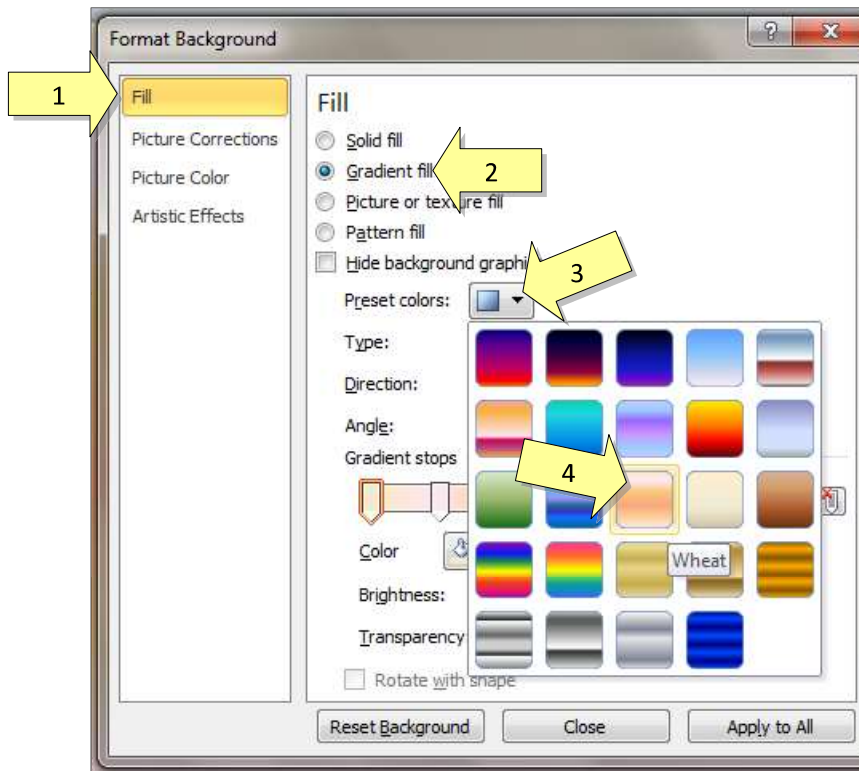 Format Background
1
Fill
Picture Corrections
Picture Color
Artistic Effects
Fill
Solid fill
Gradient fill
2
Picture or texture fill
Pattern fill
Hide background graphi
3
Preset colors:
Type:
Direction:
Angle:
Gradient stops
4
Wheat
Color
Brightness:
Transparency
Rotate with shape
Reset Background
Close
Apply to All